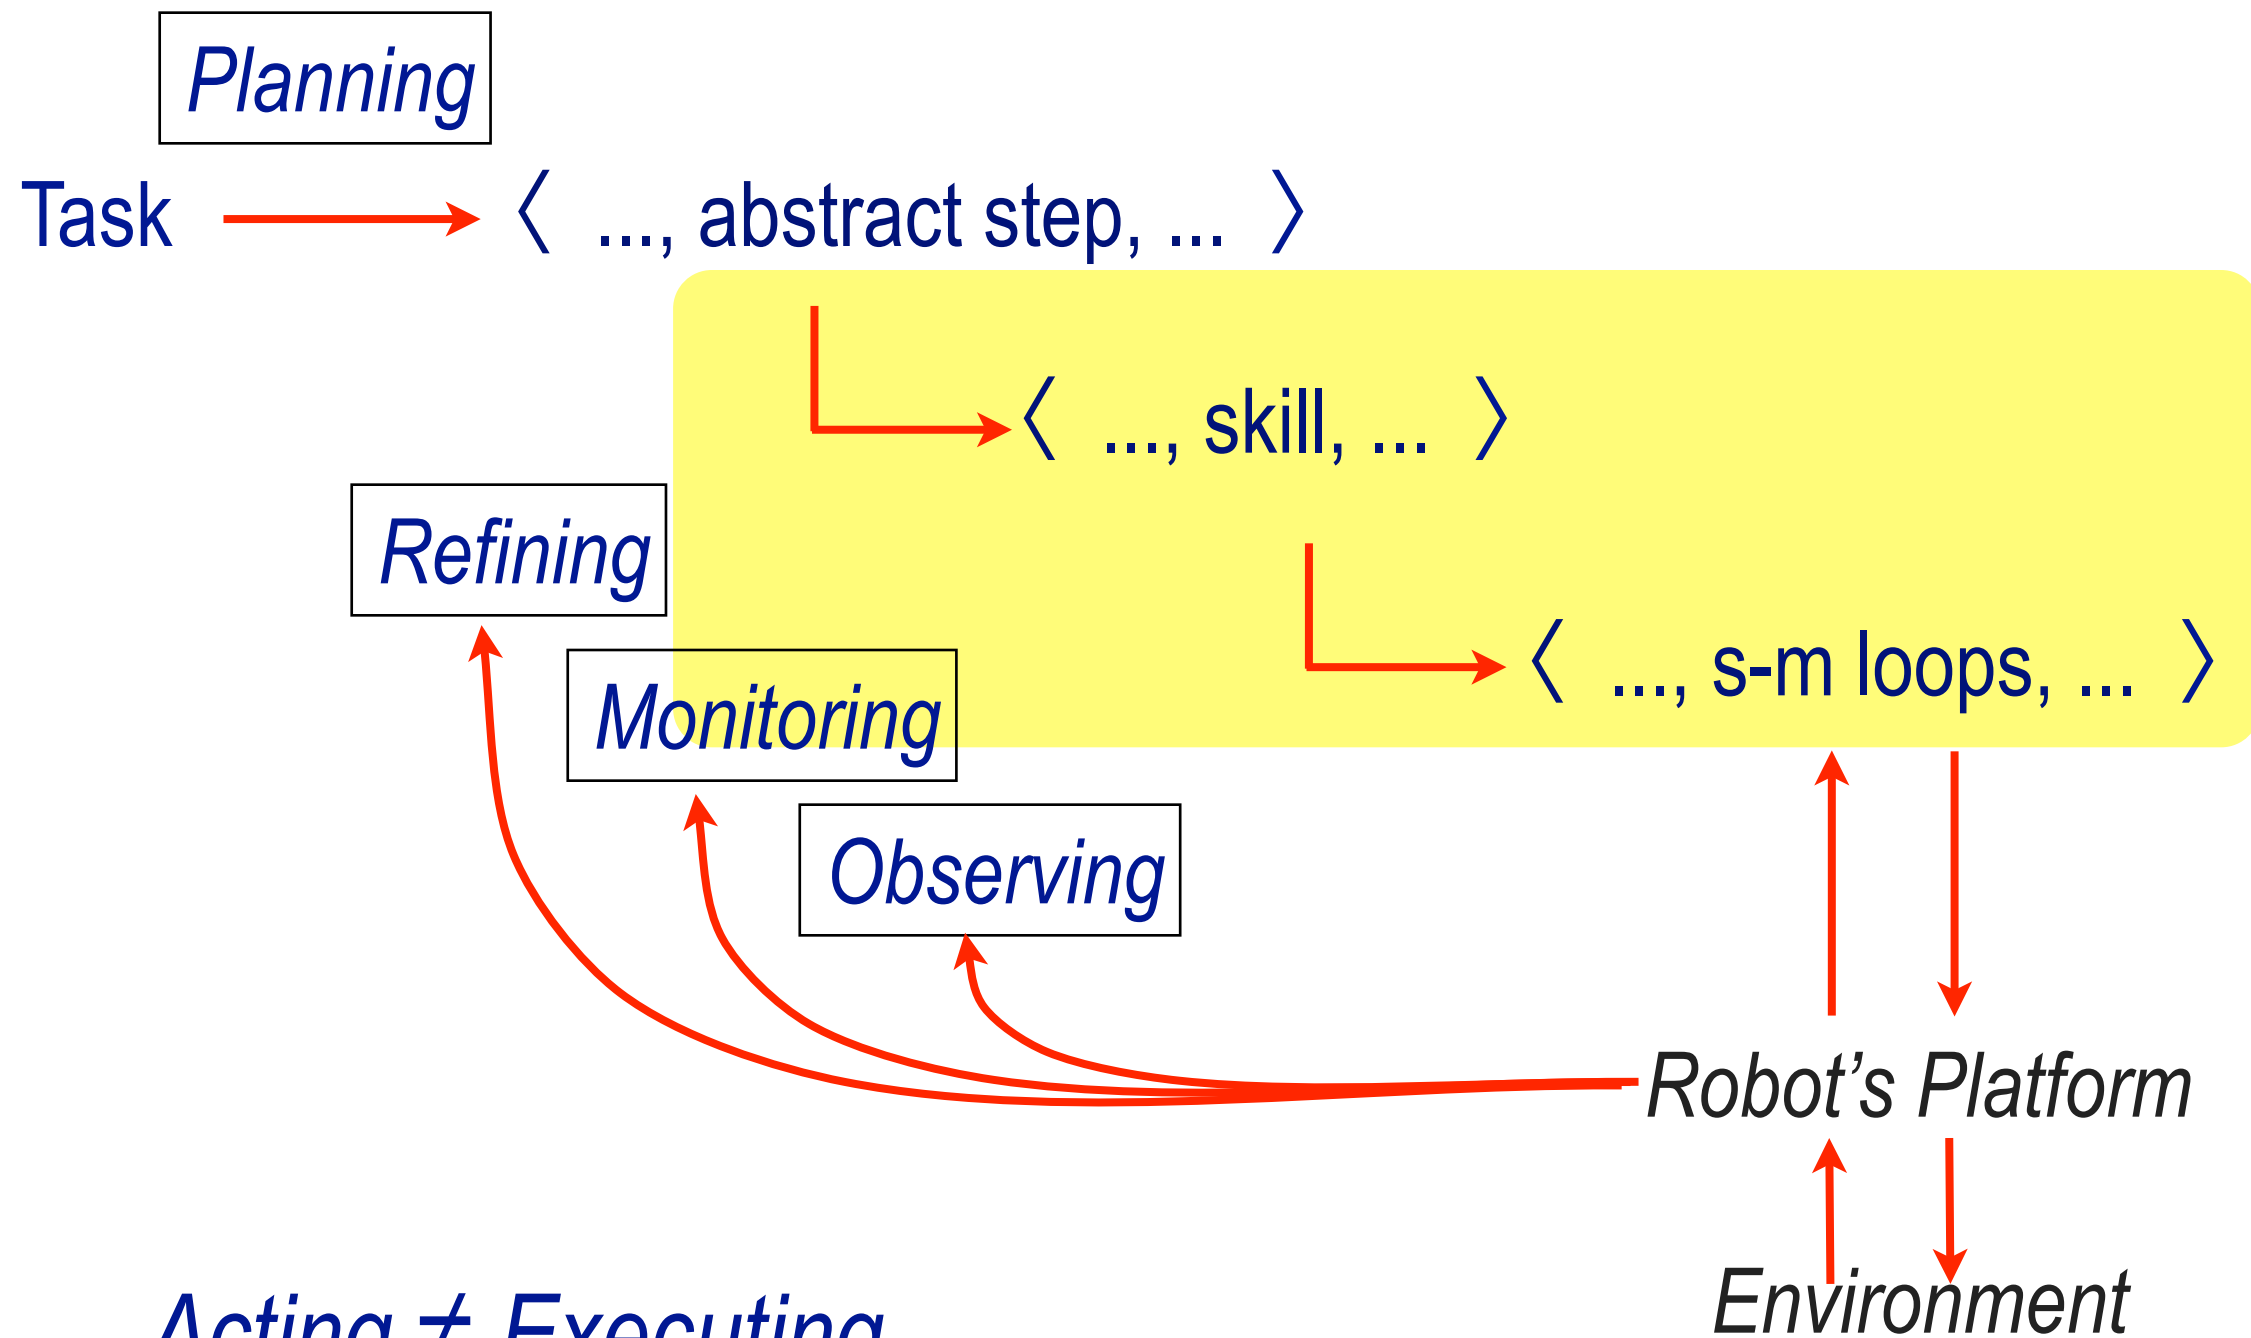 Planning
Task
〈 ..., abstract step, ... 〉
〈 ..., skill, ... 〉
Refining
〈 ..., s-m loops, ... 〉
Monitoring
Observing
Robot’s Platform
Environment
Acting ≠ Executing